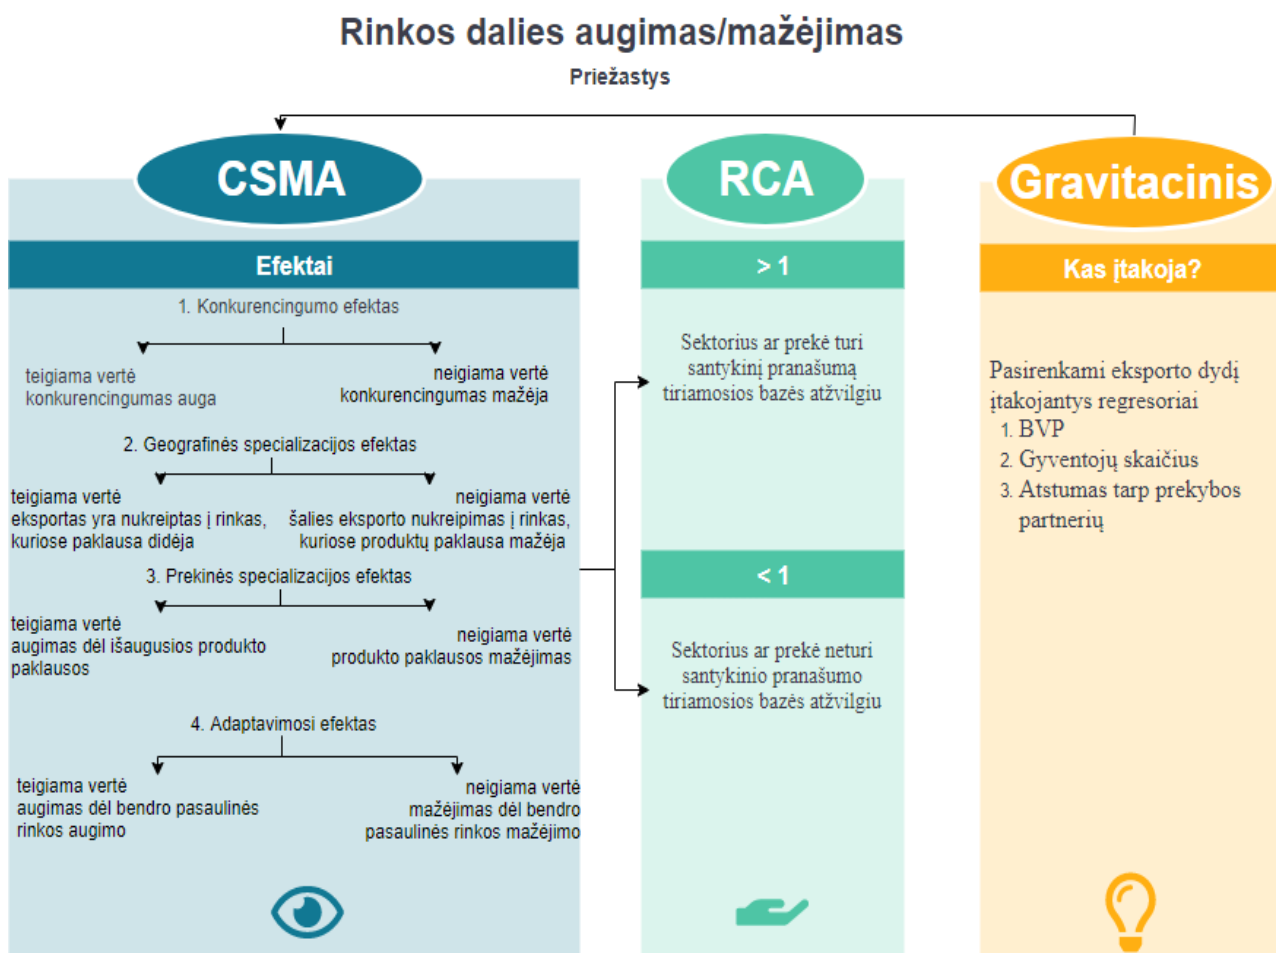 Rinkos dalies augimas/mažėjimas
Priežastys
CSMA
Efektai
1. Konkurencingumo efektas
teigiama vertė
konkurencingumas auga
neigiama vertė
konkurencingumas mažėja
2. Geografinės specializacijos efektas
teigiama vertė
eksportas yra nukreiptas į rinkas,
kuriose paklausa didėja
neigiama vertė
šalies eksporto nukreipimas į rinkas,
kuriose produktų paklausa mažėja
3. Prekinės specializacijos efektas
teigiama vertė
augimas dėl išaugusios produkto
paklausos
neigiama vertė
produkto paklausos mažėjimas
4. Adaptavimosi efektas
teigiama vertė
augimas dėl bendro pasaulinės
rinkos augimo
neigiama vertė
mažėjimas dėl bendro
pasaulinės rinkos mažėjimo
RCA
> 1
Sektorius ar prekė turi
santykinį pranašumą
tiriamosios bazės atžvilgiu
< 1
Sektorius ar prekė neturi
santykinio pranašumo
tiriamosios bazės atžvilgiu
Gravitacinis
Kas įtakoja?
Pasirenkami eksporto dydį
įtakojantys regresoriai
1. BVP
2. Gyventojų skaičius
3. Atstumas tarp prekybos
partnerių